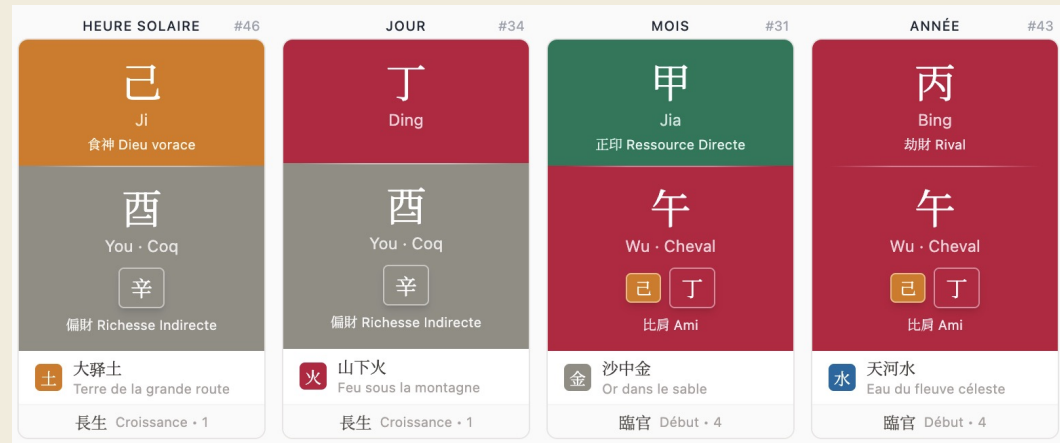 HEURE SOLAIRE #46
己
Ji
食神 Dieu vorace
酉
You · Coq
辛
偏財 Richesse Indirecte
土 大驿土
Terre de la grande route
長生 Croissance • 1
JOUR #34
丁
Ding
酉
You · Coq
辛
偏財 Richesse Indirecte
火 山下火
Feu sous la montagne
長生 Croissance • 1
MOIS #31
甲
Jia
正印 Ressource Directe
午
Wu · Cheval
己 丁
比肩 Ami
金 沙中金
Or dans le sable
臨官 Début • 4
ANNÉE #43
丙
Bing
劫財 Rival
午
Wu · Cheval
己 丁
比肩 Ami
水 天河水
Eau du fleuve céleste
臨官 Début • 4